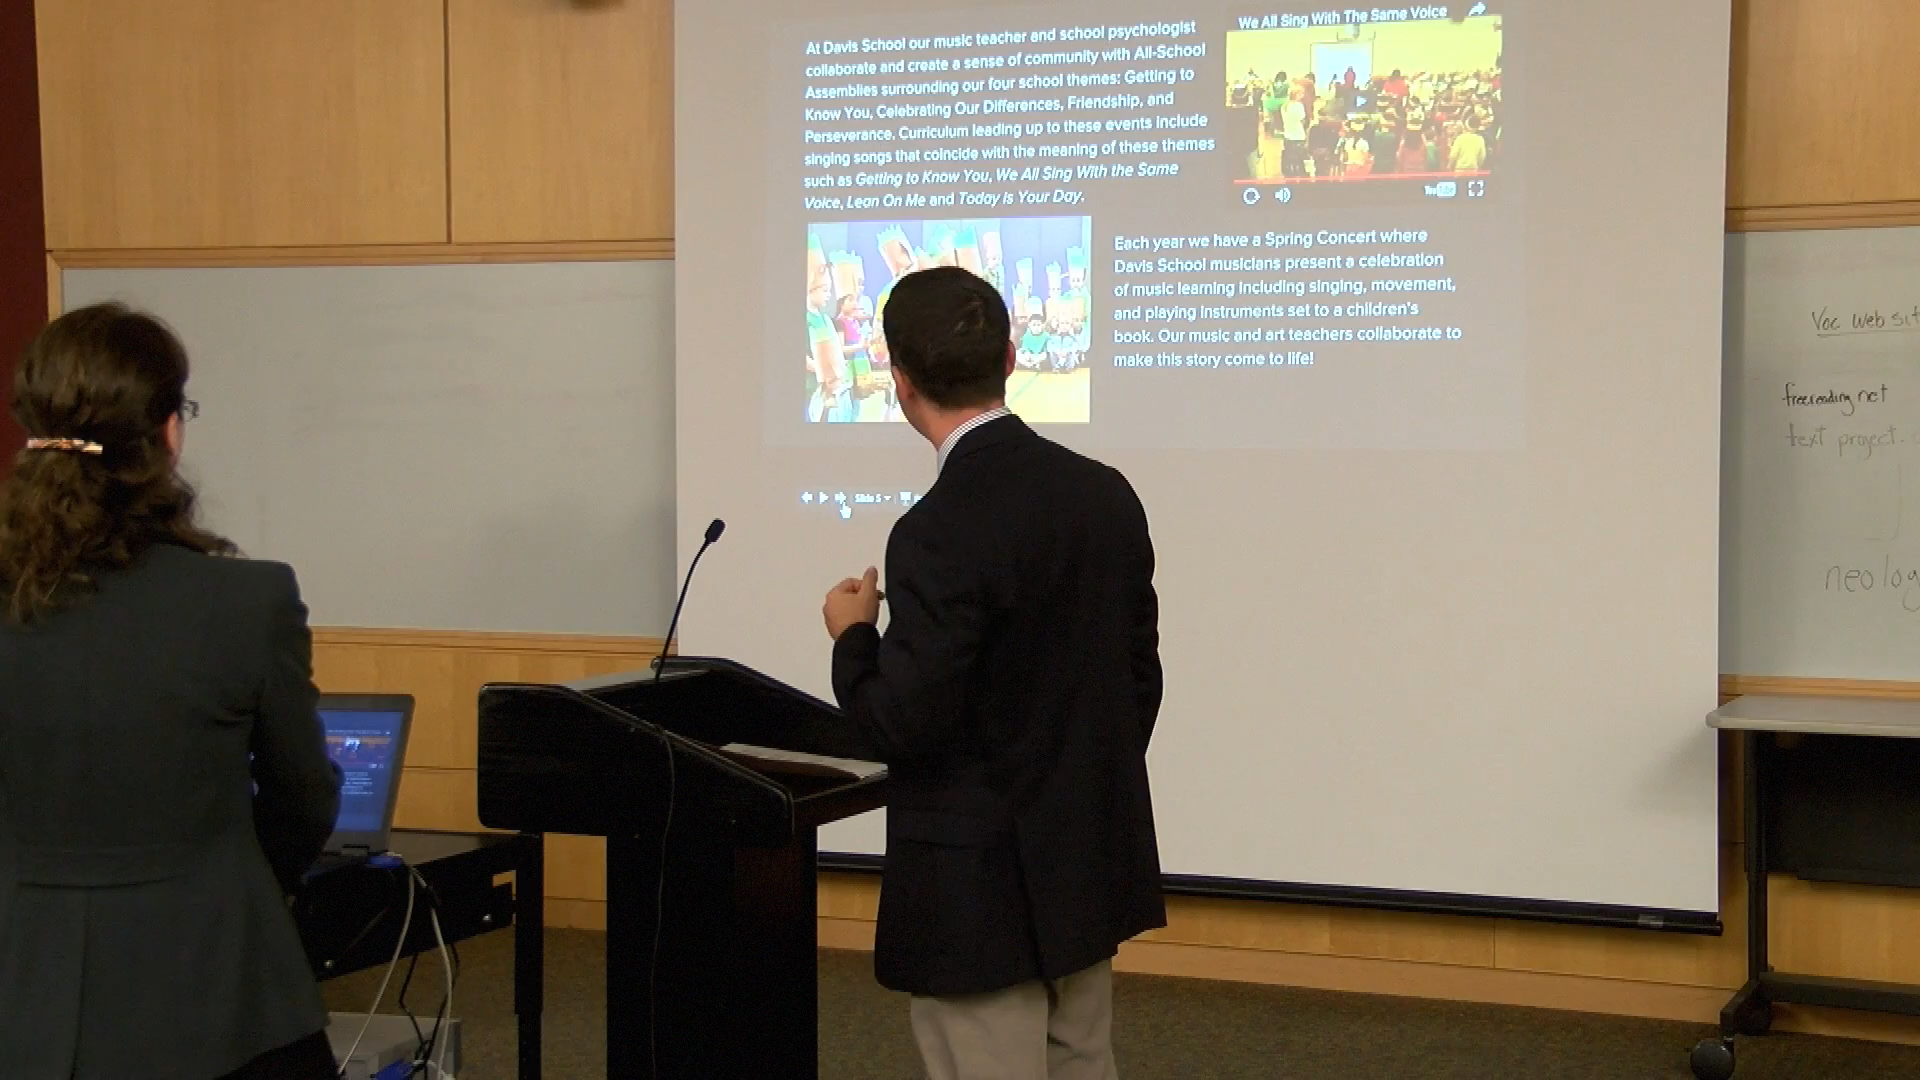 At Davis School our music teacher and school psychologist
collaborate and create a sense of community with All-School
Assemblies surrounding our four school themes: Getting to
Know You, Celebrating Our Differences, Friendship, and
Perseverance. Curriculum leading up to these events include
singing songs that coincide with the meaning of these themes
such as Getting to Know You, We All Sing With the Same
Voice, Lean On Me and Today Is Your Day.
We All Sing With The Same Voice
YouTube
Each year we have a Spring Concert where
Davis School musicians present a celebration
of music learning including singing, movement,
and playing instruments set to a children's
book. Our music and art teachers collaborate to
make this story come to life!
Slide 5
Voc web sit
freereading net
text project.
neolog